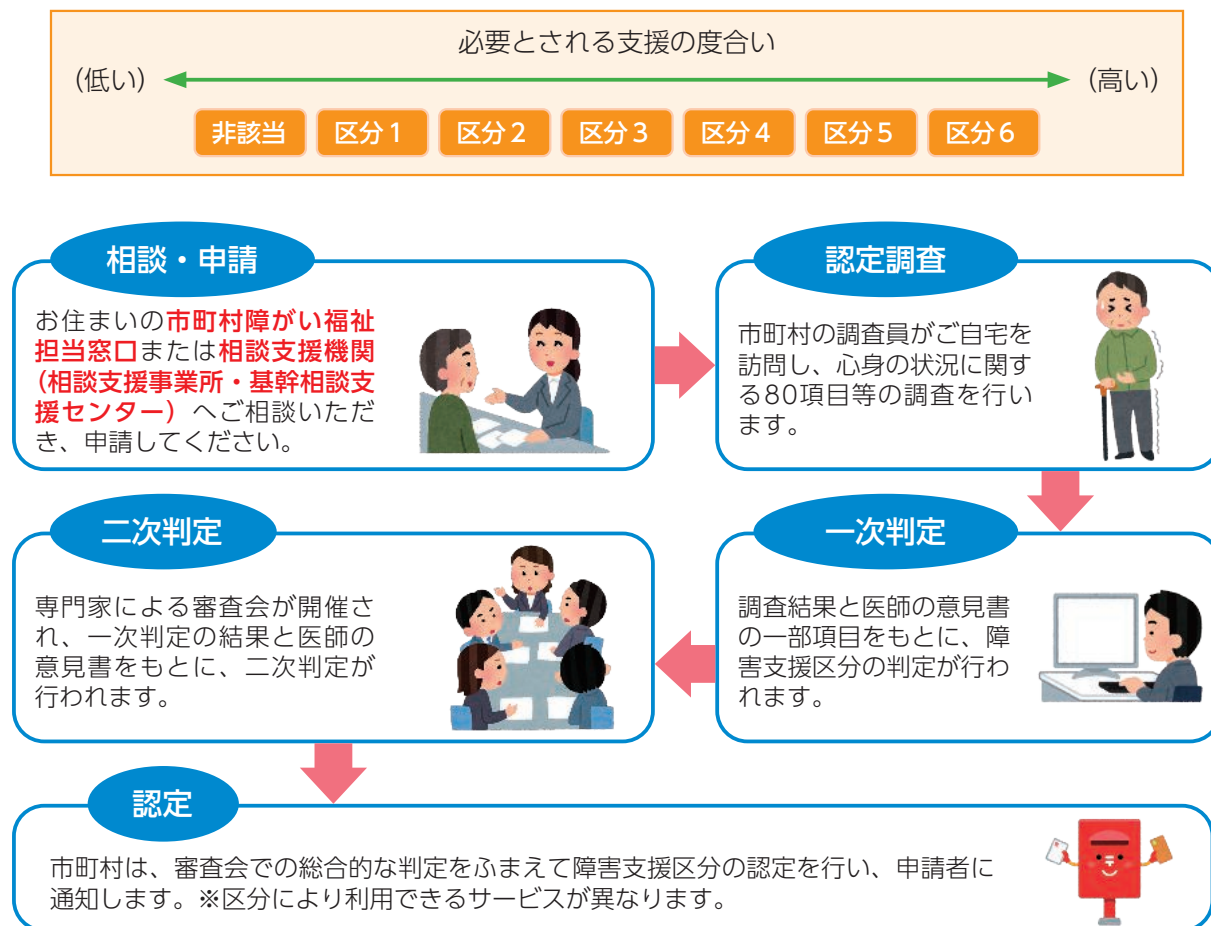 必要とされる支援の度合い
(低い)
(高い)
非該当 区分1 区分2 区分3 区分4 区分5 区分6
相談・申請
お住まいの市町村障がい福祉
担当窓口または相談支援機関
(相談支援事業所・基幹相談支
援センター)へご相談いただ
き、申請してください。
認定調査
市町村の調査員がご自宅を
訪問し、心身の状況に関す
る80項目等の調査を行い
ます。
一次判定
調査結果と医師の意見書
の一部項目をもとに、障
害支援区分の判定が行わ
れます。
二次判定
専門家による審査会が開催さ
れ、一次判定の結果と医師の
意見書をもとに、二次判定が
行われます。
認定
市町村は、審査会での総合的な判定をふまえて障害支援区分の認定を行い、申請者に
通知します。※区分により利用できるサービスが異なります。